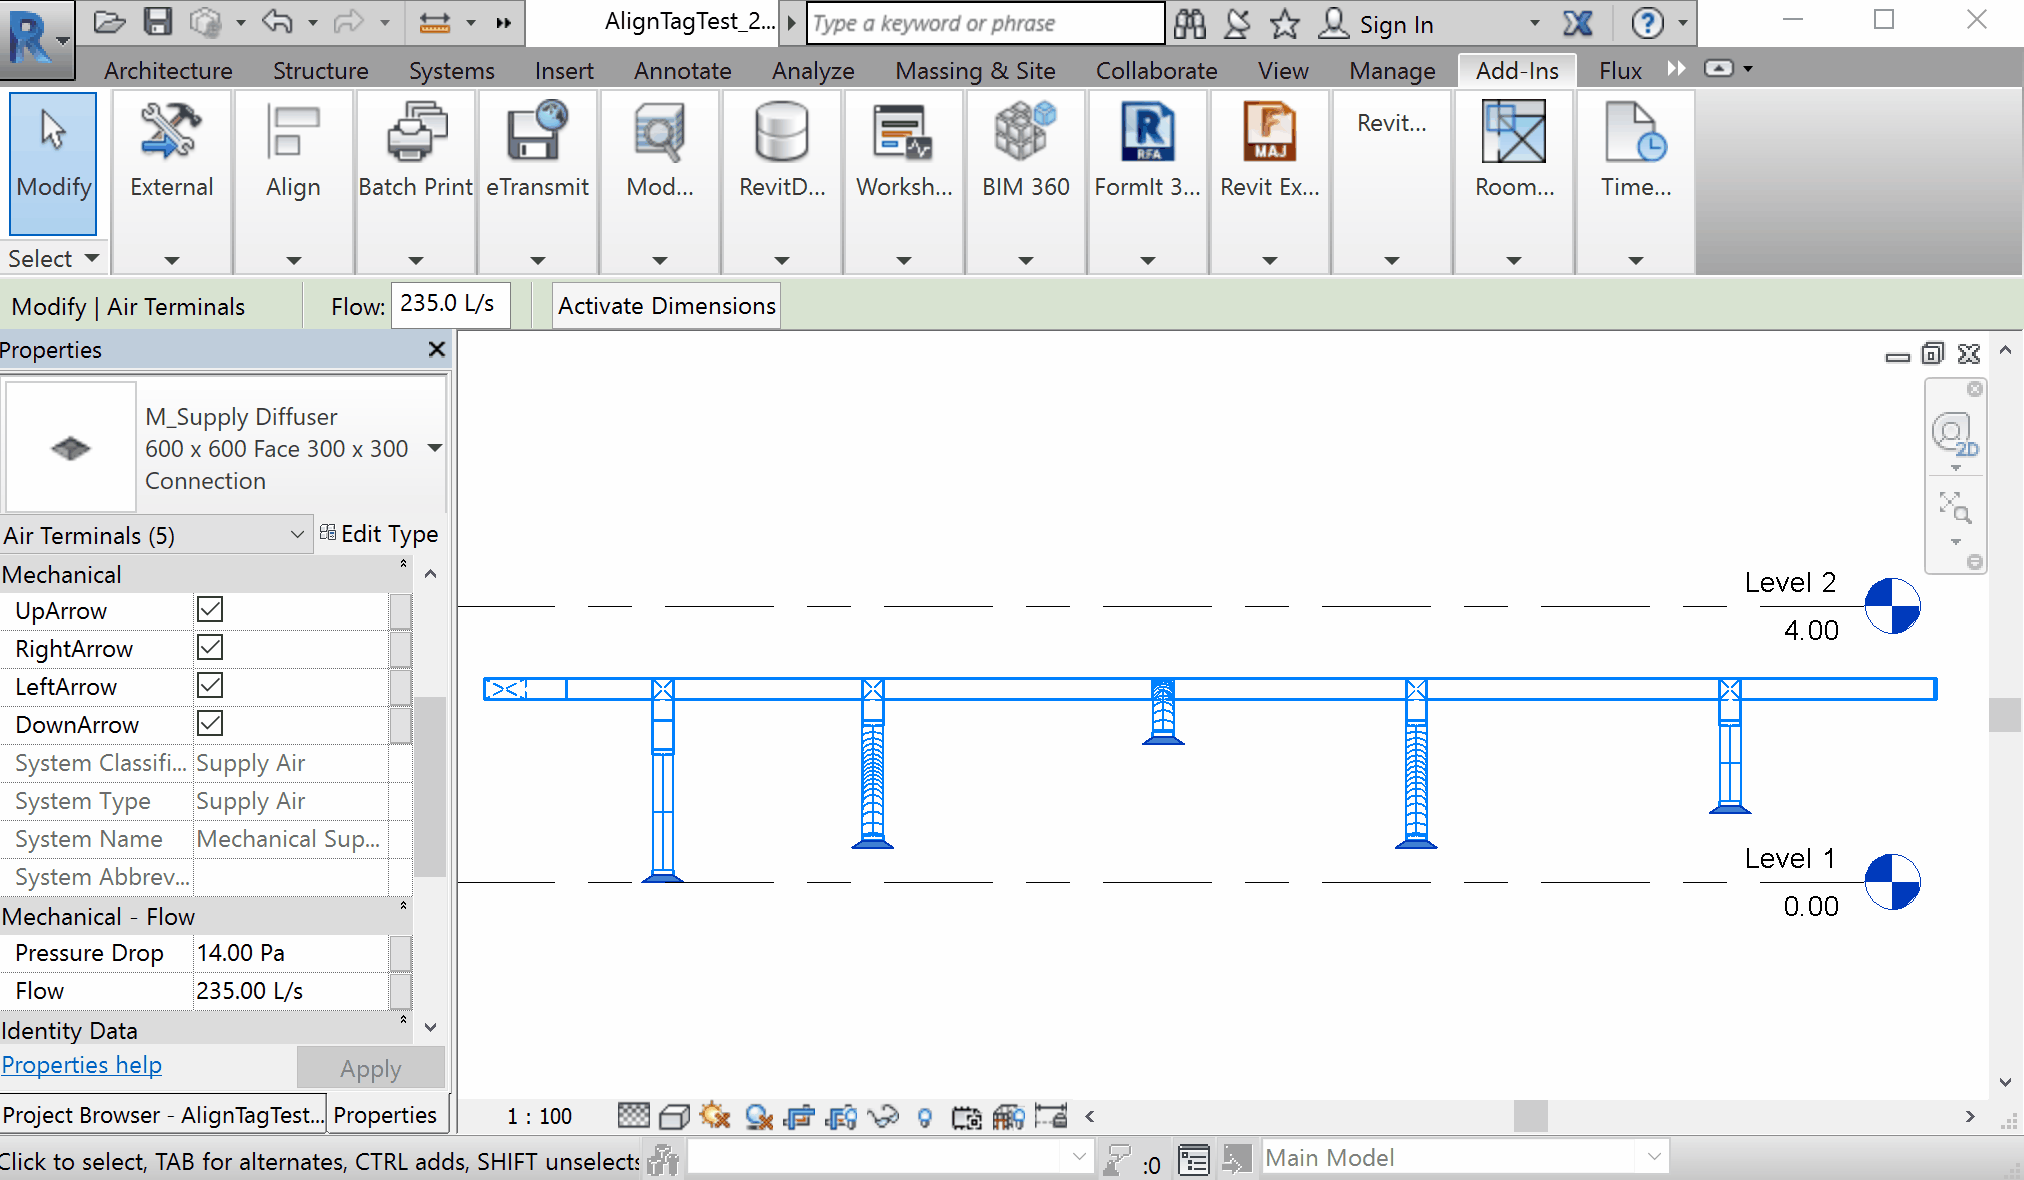 AlignTagTest_2...
Type a keyword or phrase
Sign In
Architecture Structure Systems Insert Annotate Analyze Massing & Site Collaborate View Manage Add-Ins Flux
Modify External Align Batch Print eTransmit Mod... RevitD... Worksh... BIM 360 FormIt 3... Revit Ex... Revit... Room... Time...
R RFA
F MAJ
Select
Modify | Air Terminals Flow: 235.0 L/s Activate Dimensions
Properties
M_Supply Diffuser
600 x 600 Face 300 x 300
Connection
Air Terminals (5) Edit Type
Mechanical
UpArrow
RightArrow
LeftArrow
DownArrow
System Classifi... Supply Air
System Type Supply Air
System Name Mechanical Sup...
System Abbrev...
Mechanical - Flow
Pressure Drop 14.00 Pa
Flow 235.00 L/s
Identity Data
Properties help Apply
Project Browser - AlignTagTest... Properties
2D
Level 2
4.00
Level 1
0.00
1 : 100
Click to select, TAB for alternates, CTRL adds, SHIFT unselects
:0
Main Model